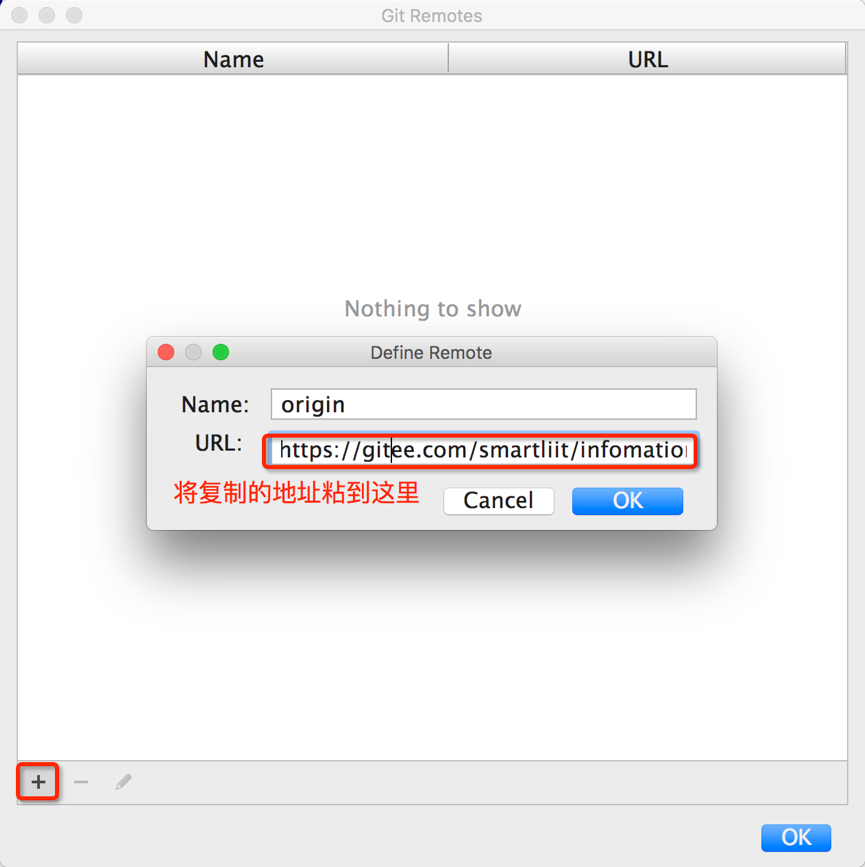 Git Remotes
Name URL
Nothing to show
Define Remote
Name: origin
URL: https://gitee.com/smartliit/infomation
将复制的地址粘到这里
Cancel OK
OK